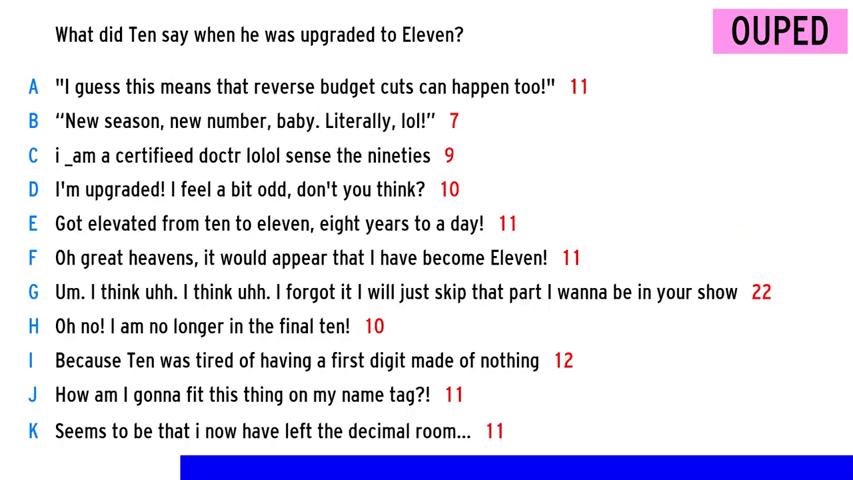 What did Ten say when he was upgraded to Eleven?
OUPED
A "I guess this means that reverse budget cuts can happen too!" 11
B “New season, new number, baby. Literally, lol!” 7
C i _am a certifieed doctr lolol sense the nineties 9
D I'm upgraded! I feel a bit odd, don't you think? 10
E Got elevated from ten to eleven, eight years to a day! 11
F Oh great heavens, it would appear that I have become Eleven! 11
G Um. I think uhh. I think uhh. I forgot it I will just skip that part I wanna be in your show 22
H Oh no! I am no longer in the final ten! 10
I Because Ten was tired of having a first digit made of nothing 12
J How am I gonna fit this thing on my name tag?! 11
K Seems to be that i now have left the decimal room... 11